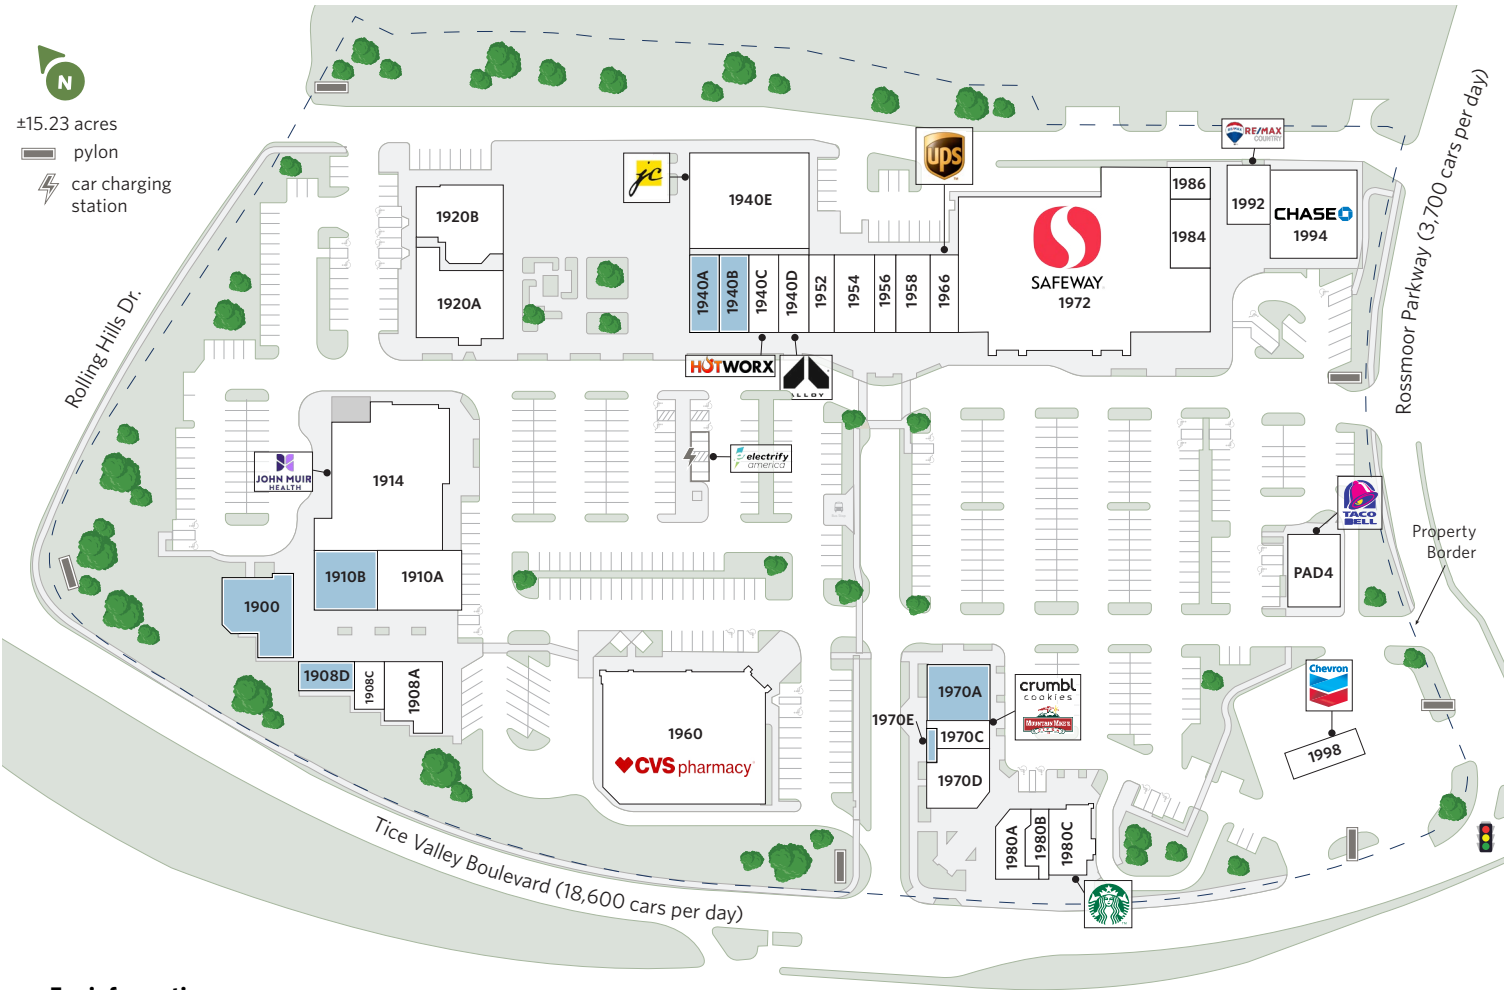 N
±15.23 acres
pylon
car charging
station
Rolling Hills Dr.
Rossmoor Parkway (3,700 cars per day)
Tice Valley Boulevard (18,600 cars per day)
Property
Border
1920B
1920A
jc
1940E
1940A
1940B
1940C
1940D
1952
1954
1956
1958
1966
HOTWORX
ALLOY
ups
SAFEWAY
1972
1986
1984
RE/MAX
COUNTRY
1992
CHASE
1994
JOHN MUIR
HEALTH
1914
1910B
1910A
1900
1908D
1908C
1908A
electrify
america
1960
CVS pharmacy
TACO
BELL
PAD4
Chevron
1998
1970A
1970E
1970C
1970D
crumbl
cookies
MOUNTAIN MIKE'S
1980A
1980B
1980C